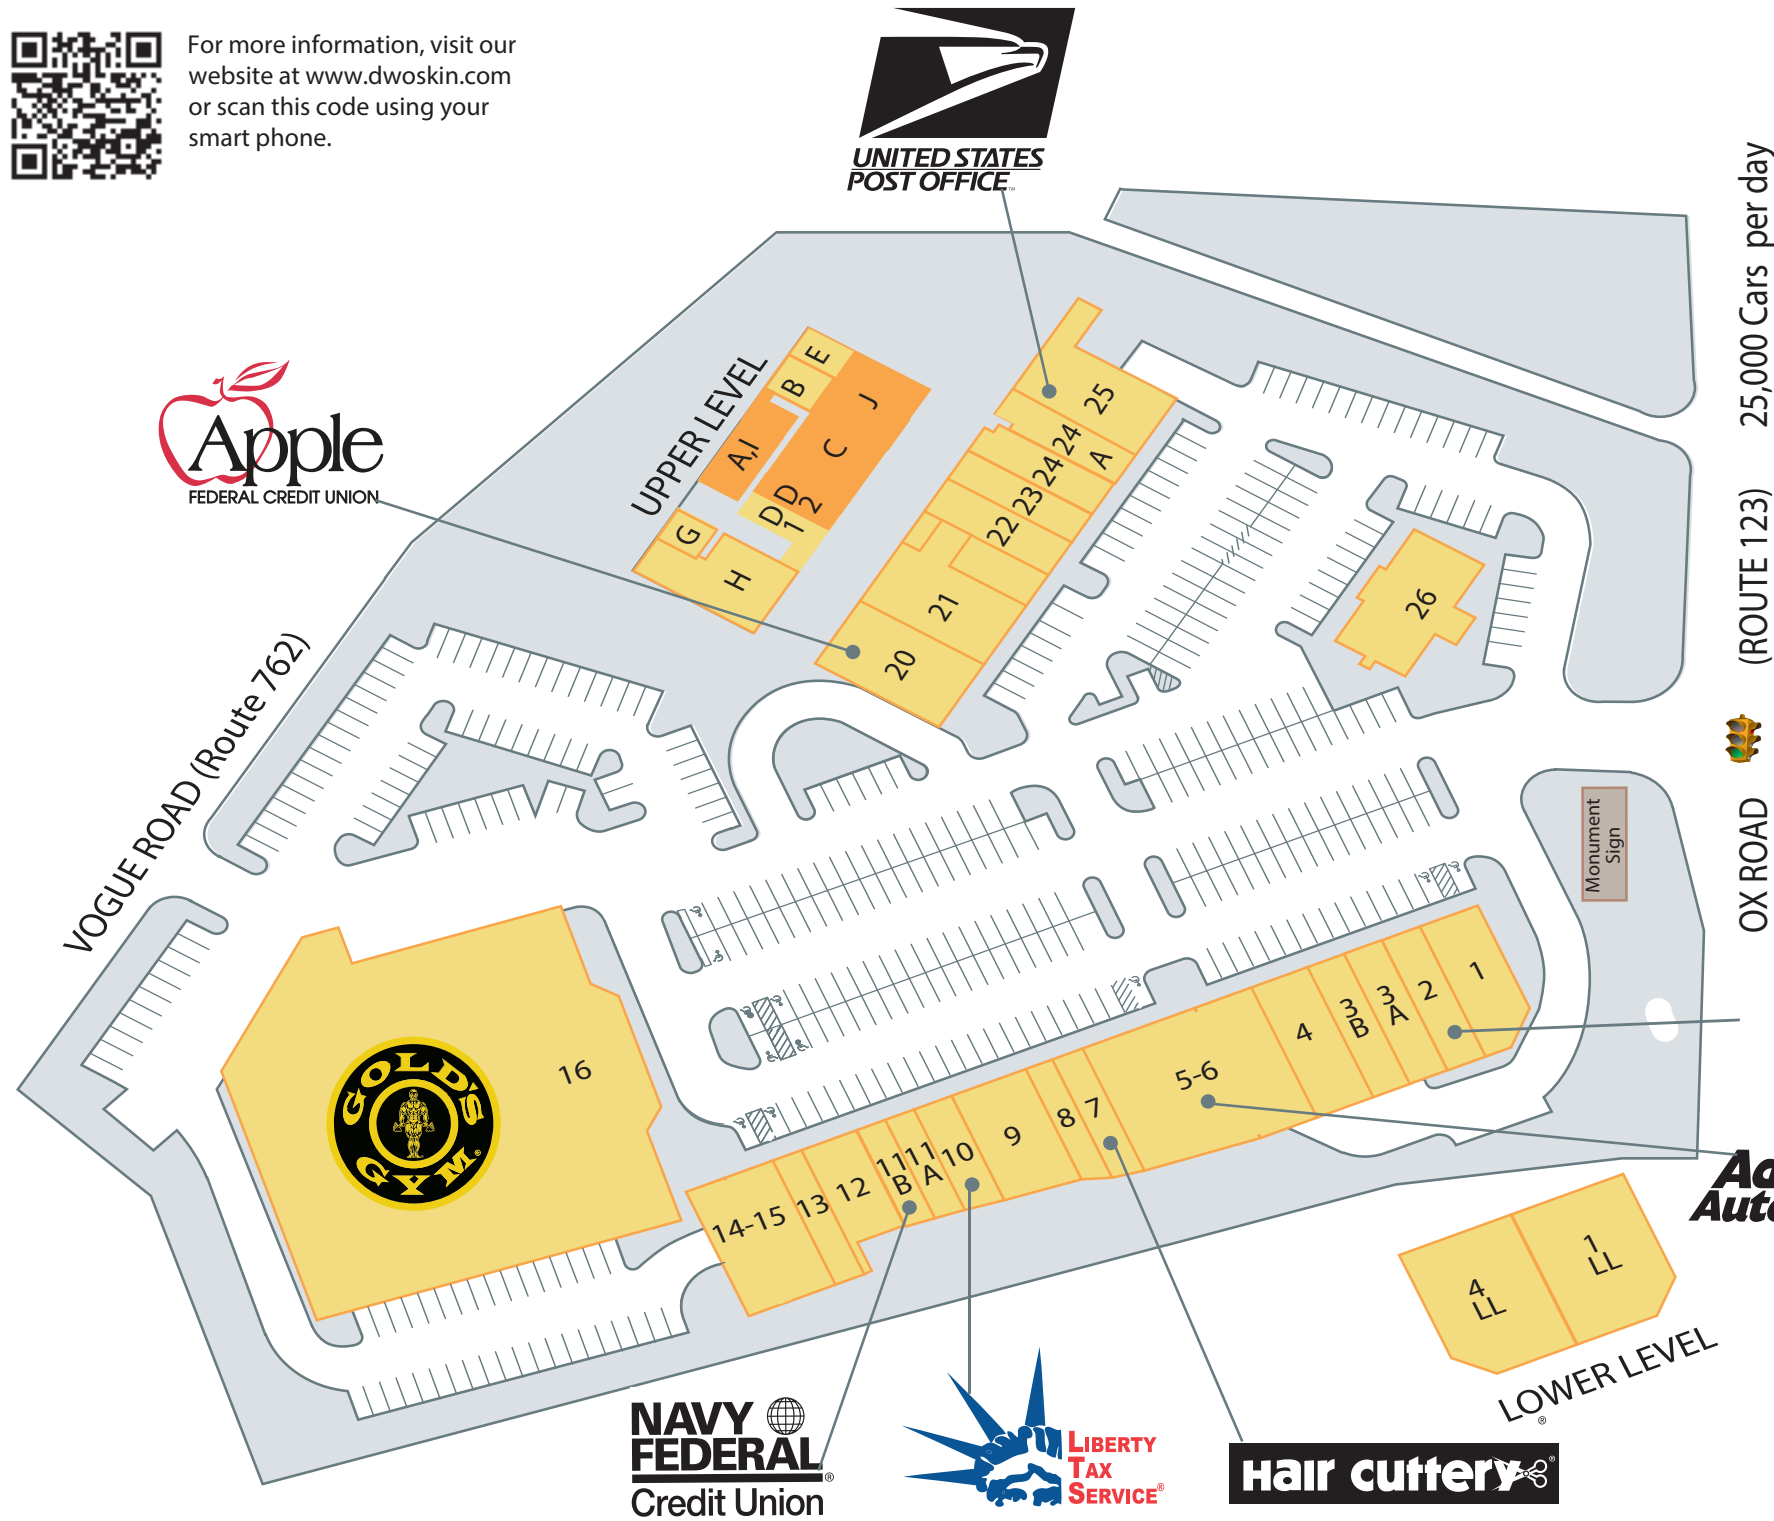 For more information, visit our
website at www.dwoskin.com
or scan this code using your
smart phone.
UNITED STATES
POST OFFICE™
25,000 Cars per day
(ROUTE 123)
OX ROAD
Apple
FEDERAL CREDIT UNION
UPPER LEVEL
E
B
J
A,I
C
D
2
D
1
G
H
25
24
A
24
23
22
21
20
26
VOGUE ROAD (Route 762)
Monument
Sign
GOLD'S
GYM®
16
1
2
3
A
3
B
4
5-6
7
8
9
10
11
A
11
B
12
13
14-15
1
LL
4
LL
LOWER LEVEL
®
NAVY
FEDERAL®
Credit Union
LIBERTY
TAX
SERVICE®
Hair cuttery®